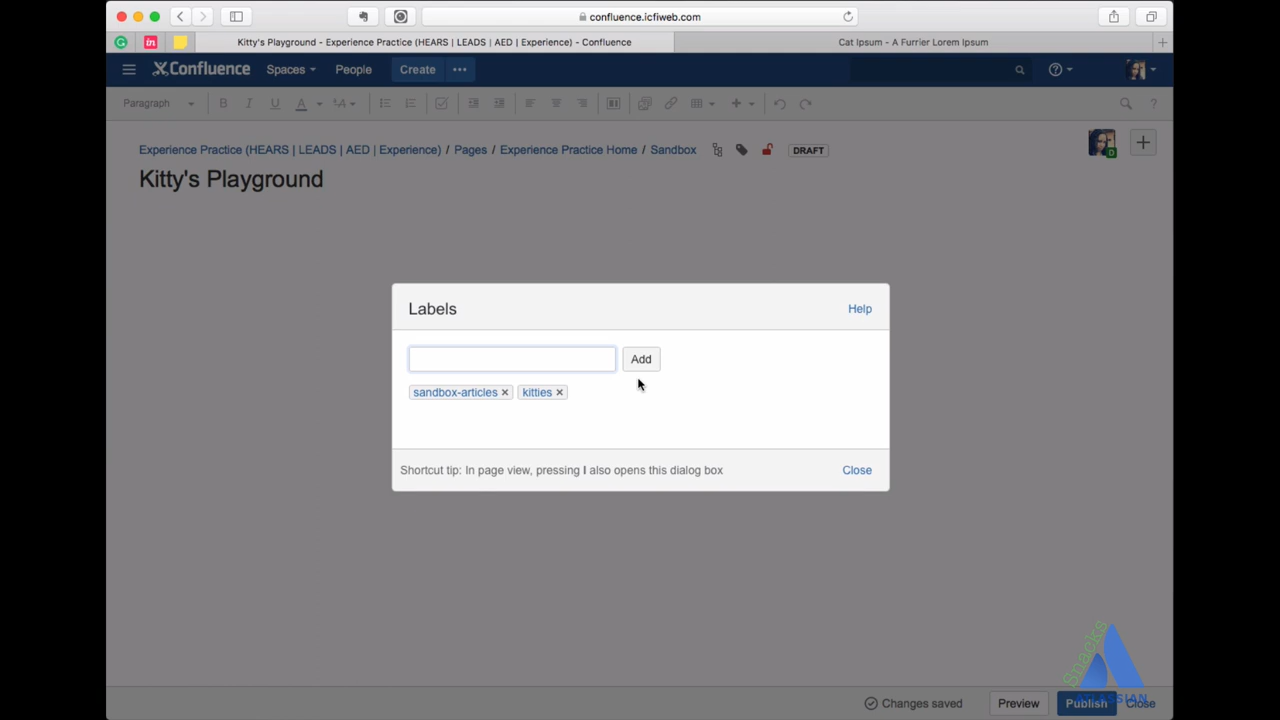 confluence.icfiweb.com
Kitty's Playground - Experience Practice (HEARS | LEADS | AED | Experience) - Confluence
Cat Ipsum - A Furrier Lorem Ipsum
Confluence Spaces People Create
Paragraph B I U A
Experience Practice (HEARS | LEADS | AED | Experience) / Pages / Experience Practice Home / Sandbox DRAFT
Kitty's Playground
Labels Help
Add
sandbox-articles × kitties ×
Shortcut tip: In page view, pressing l also opens this dialog box Close
Changes saved Preview Publish Close
Snacks
ATLASSIAN